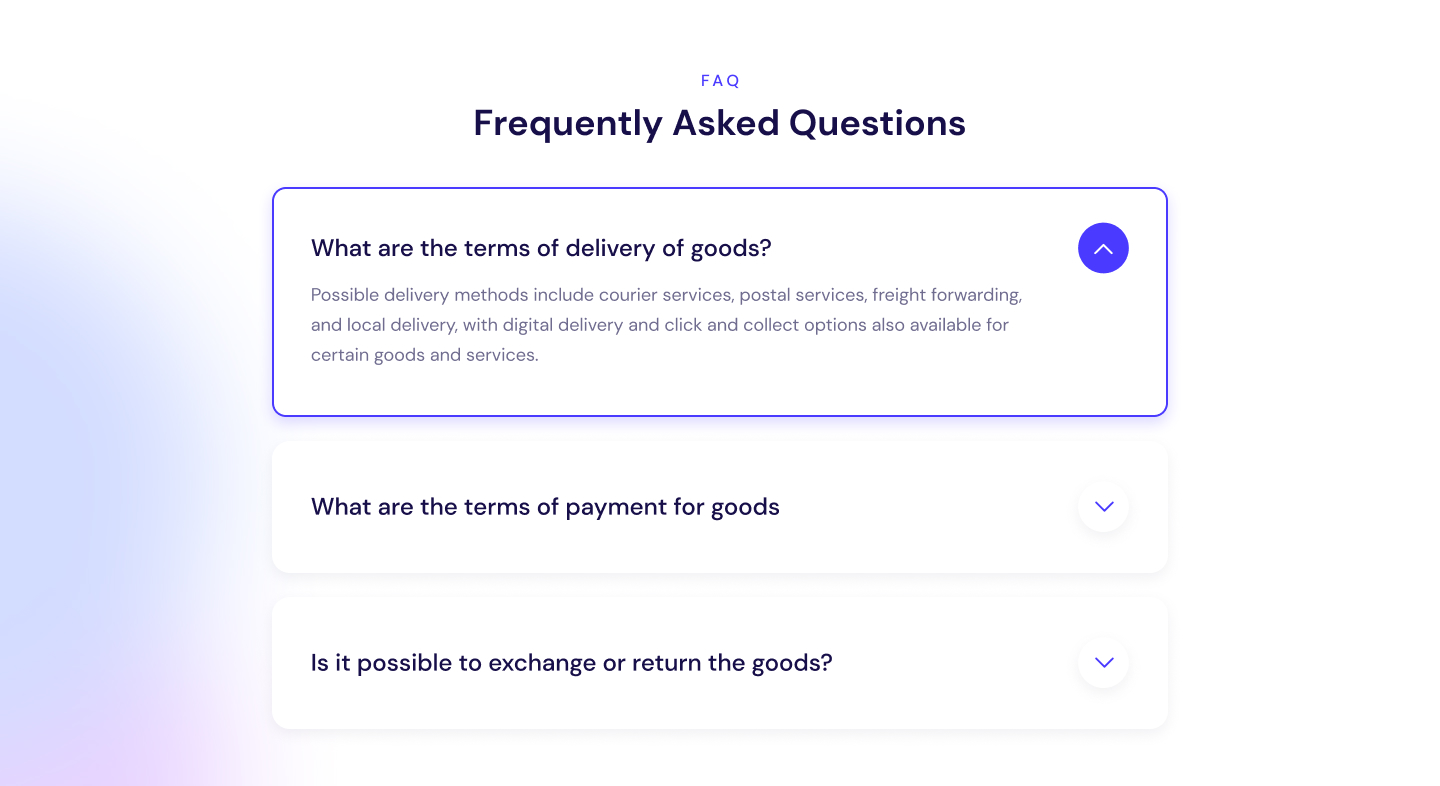 FAQ
Frequently Asked Questions
What are the terms of delivery of goods?
Possible delivery methods include courier services, postal services, freight forwarding,
and local delivery, with digital delivery and click and collect options also available for
certain goods and services.
What are the terms of payment for goods
Is it possible to exchange or return the goods?